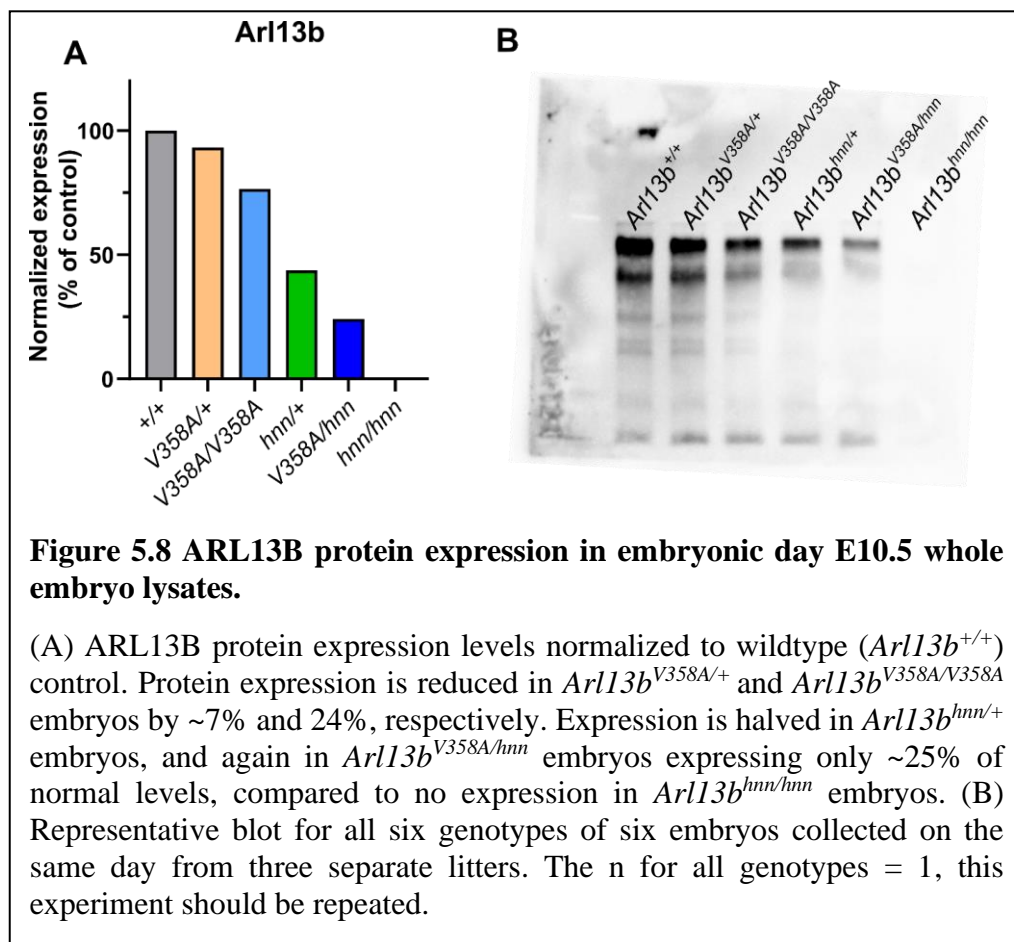 Arl13b
A
B
Normalized expression
(% of control)
100
50
0
+/+
V358A/+
V358A/V358A
hnn/+
V358A/hnn
hnn/hnn
Arl13b+/+
Arl13bV358A/+
Arl13bV358A/V358A
Arl13bhnn/+
Arl13bV358A/hnn
Arl13bhnn/hnn
Figure 5.8 ARL13B protein expression in embryonic day E10.5 whole
embryo lysates.
(A) ARL13B protein expression levels normalized to wildtype (Arl13b+/+)
control. Protein expression is reduced in Arl13bV358A/+ and Arl13bV358A/V358A
embryos by ~7% and 24%, respectively. Expression is halved in Arl13bhnn/+
embryos, and again in Arl13bV358A/hnn embryos expressing only ~25% of
normal levels, compared to no expression in Arl13bhnn/hnn embryos. (B)
Representative blot for all six genotypes of six embryos collected on the
same day from three separate litters. The n for all genotypes = 1, this
experiment should be repeated.